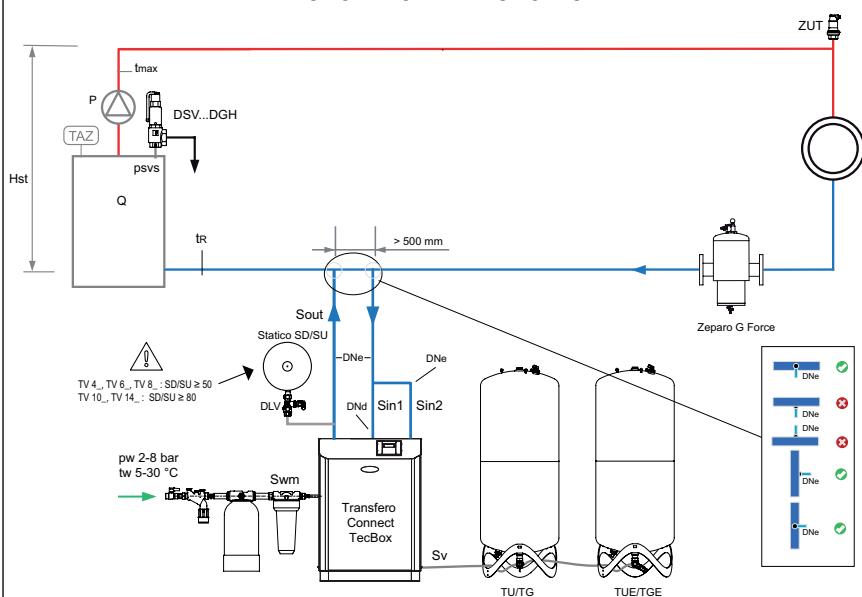 ZUT
tmax
P
DSV...DGH
TAZ
psvs
Hst
Q
> 500 mm
tR
Sout
Zeparo G Force
Statico SD/SU
DNe
DNe
TV 4_, TV 6_, TV 8_ : SD/SU ≥ 50
TV 10_, TV 14_ : SD/SU ≥ 80
DLV
DNd
Sin1
Sin2
DNe
DNe
DNe
DNe
DNe
pw 2-8 bar
tw 5-30 °C
Swm
Transfero
Connect
TecBox
Sv
TU/TG
TUE/TGE